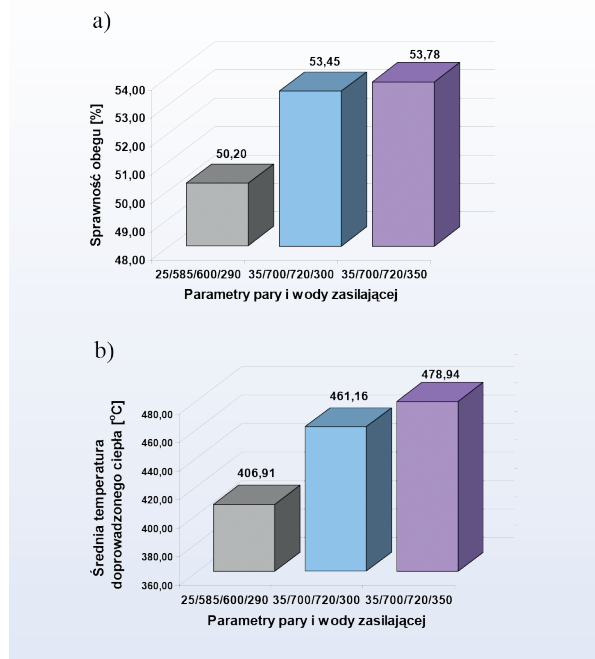 a)
53,45
53,78
50,20
54,00
53,00
52,00
51,00
50,00
49,00
48,00
Sprawność obegu [%]
25/585/600/290 35/700/720/300 35/700/720/350
Parametry pary i wody zasilającej
b)
478,94
461,16
406,91
480,00
460,00
440,00
420,00
400,00
380,00
360,00
Średnia temperatura
doprowadzonego ciepła [°C]
25/585/600/290 35/700/720/300 35/700/720/350
Parametry pary i wody zasilającej